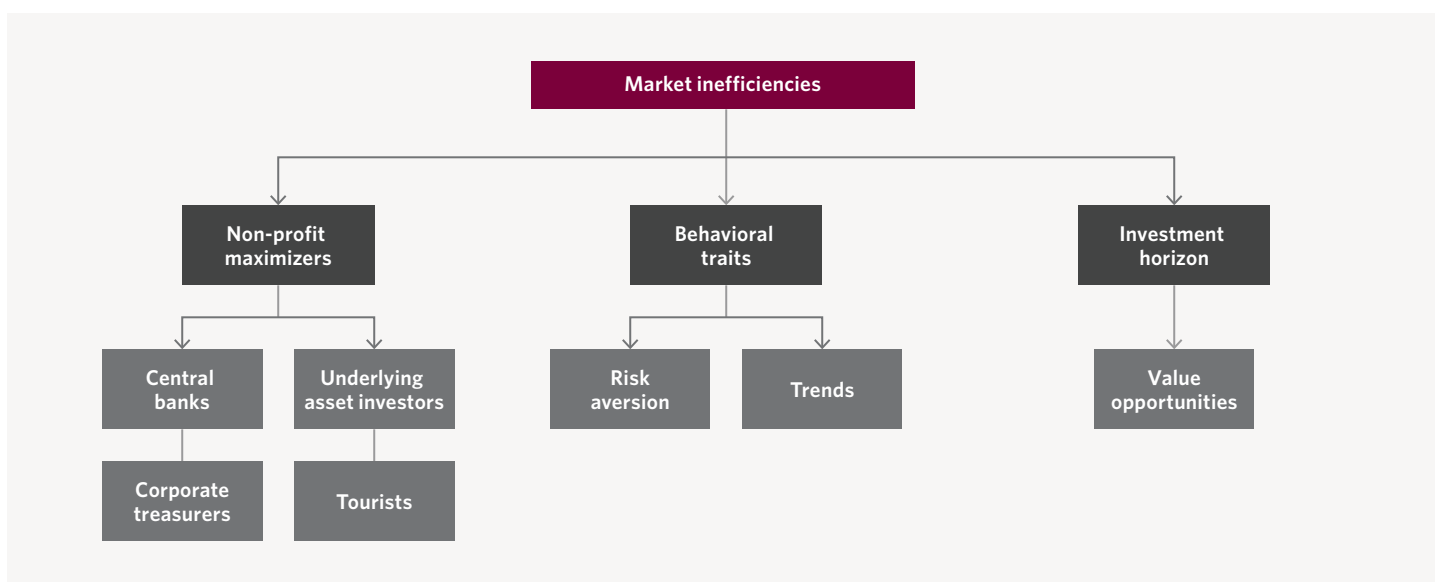 Market inefficiencies
Non-profit
maximizers
Behavioral
traits
Investment
horizon
Central
banks
Underlying
asset investors
Risk
aversion
Trends
Value
opportunities
Corporate
treasurers
Tourists